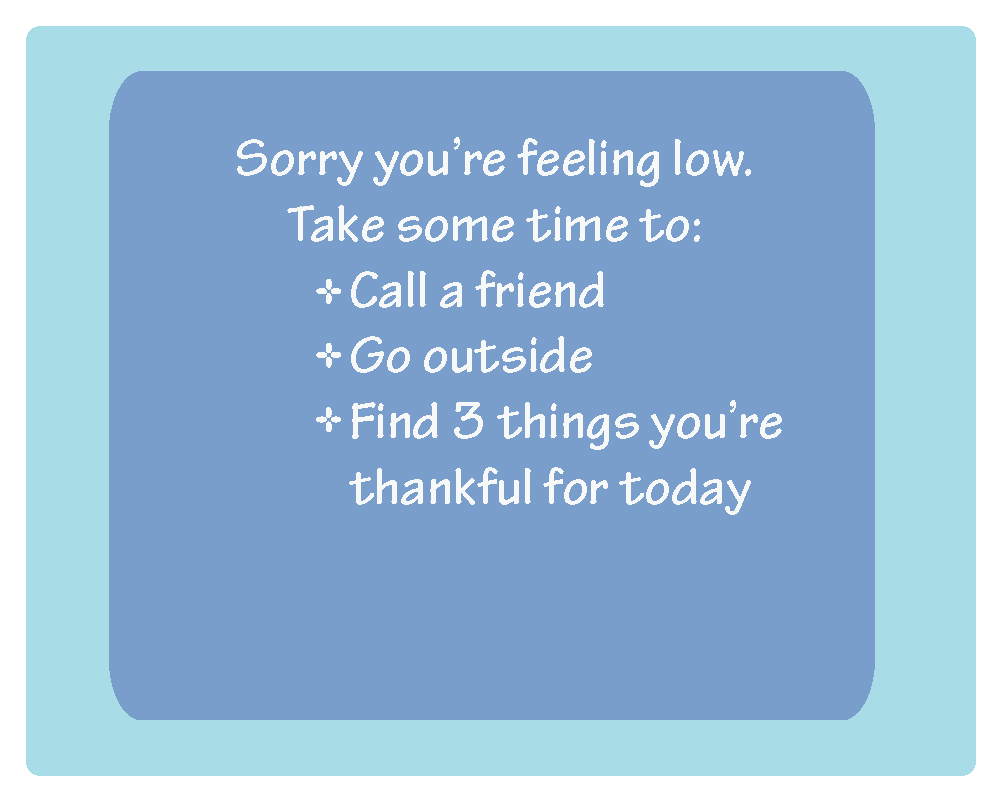 Sorry you’re feeling low.
Take some time to:
✣ Call a friend
✣ Go outside
✣ Find 3 things you’re
thankful for today